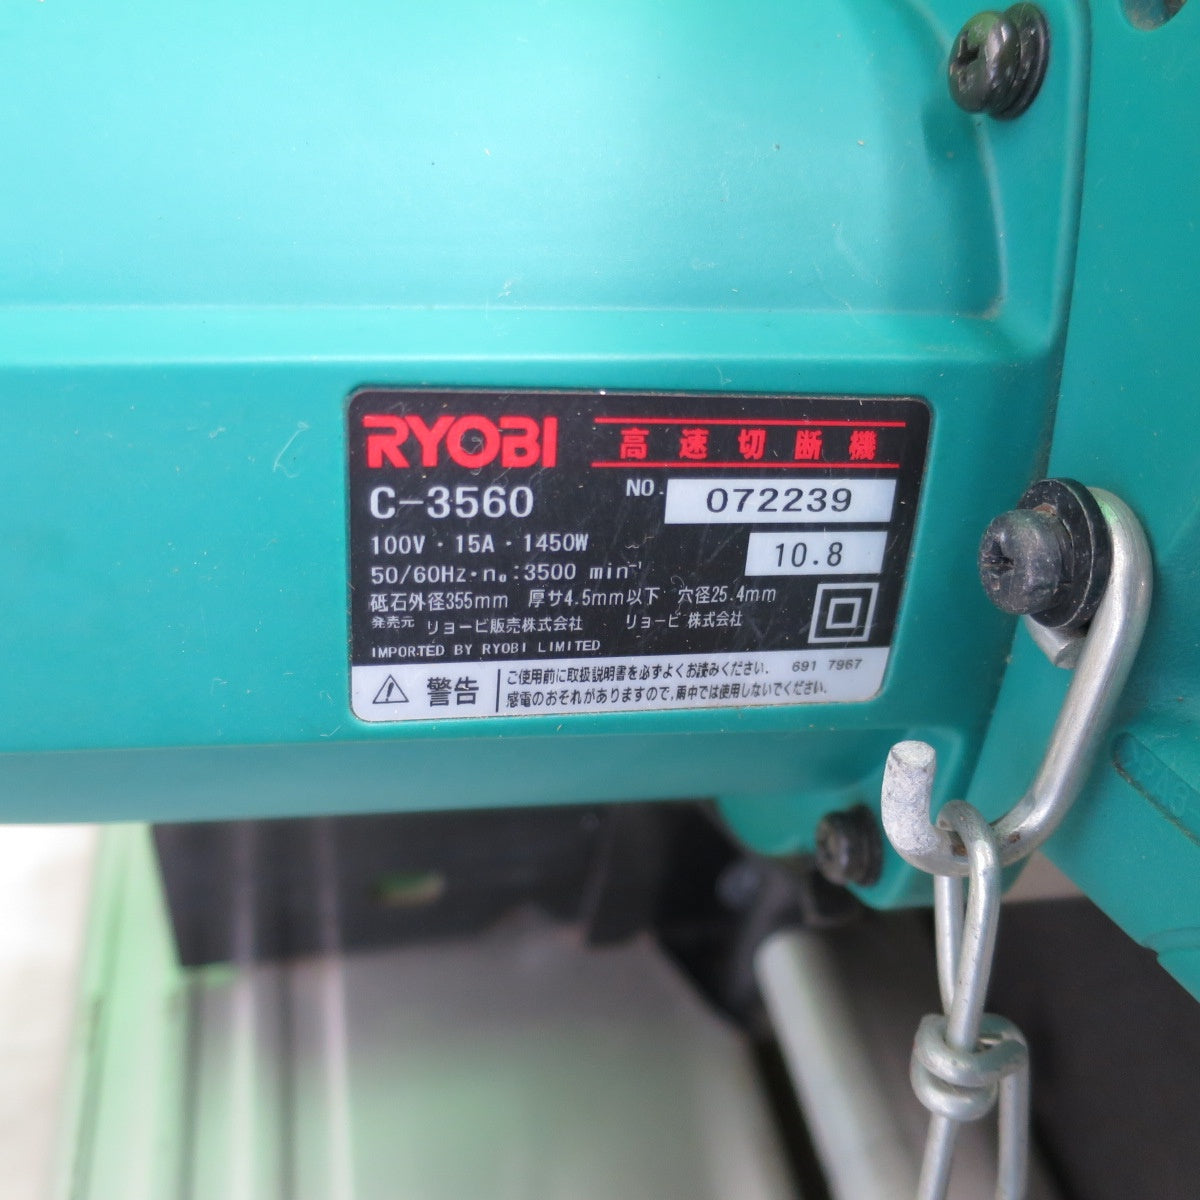 RYOBI 高速切断機
C-3560 NO. 072239
100V・15A・1450W 10.8
50/60Hz・n₀:3500 min⁻¹
砥石外径355mm 厚サ4.5mm以下 穴径25.4mm
発売元 リョービ販売株式会社 リョービ 株式会社
IMPORTED BY RYOBI LIMITED
警告 ご使用前に取扱説明書を必ずよくお読みください. 691 7967
感電のおそれがありますので,雨中では使用しないでください.